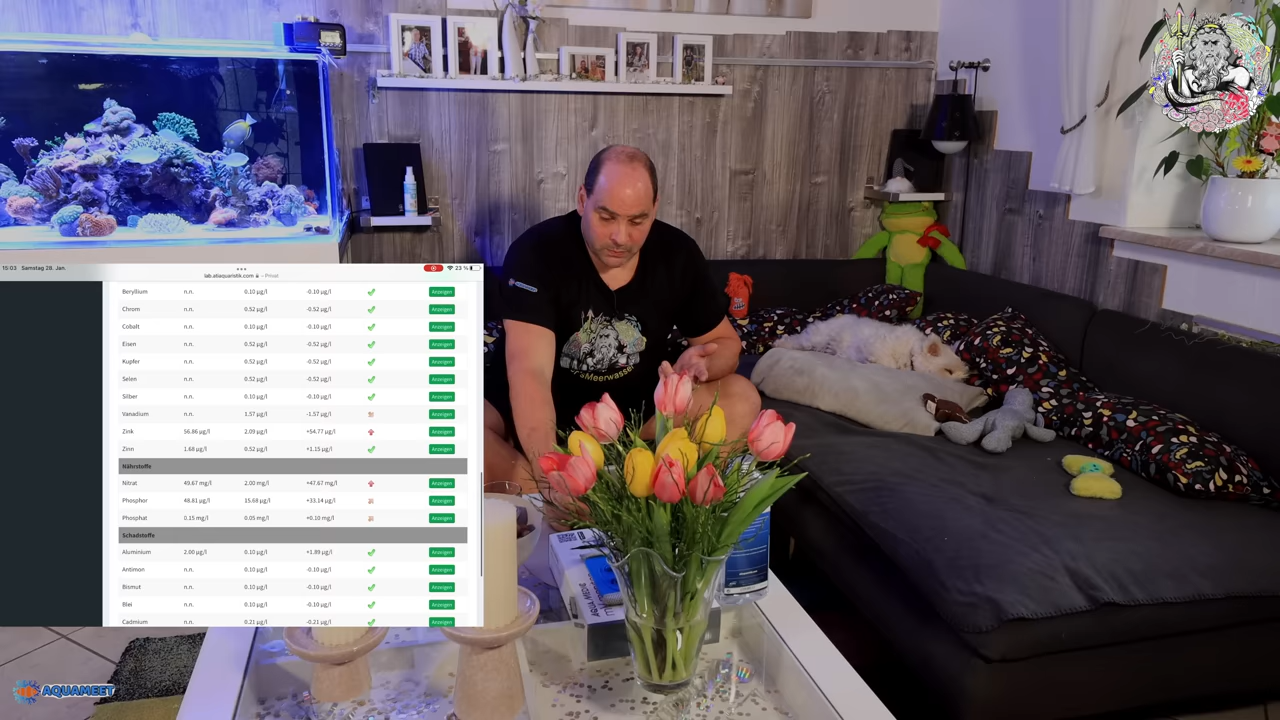 15:03 Samstag 28. Jan.
23 %
lab.atiaquaristik.com — Privat
Beryllium n.n. 0.10 µg/l -0.10 µg/l Anzeigen
Chrom n.n. 0.52 µg/l -0.52 µg/l Anzeigen
Cobalt n.n. 0.10 µg/l -0.10 µg/l Anzeigen
Eisen n.n. 0.52 µg/l -0.52 µg/l Anzeigen
Kupfer n.n. 0.52 µg/l -0.52 µg/l Anzeigen
Selen n.n. 0.52 µg/l -0.52 µg/l Anzeigen
Silber n.n. 0.10 µg/l -0.10 µg/l Anzeigen
Vanadium n.n. 1.57 µg/l -1.57 µg/l Anzeigen
Zink 56.86 µg/l 2.09 µg/l +54.77 µg/l Anzeigen
Zinn 1.68 µg/l 0.52 µg/l +1.15 µg/l Anzeigen
Nährstoffe
Nitrat 49.67 mg/l 2.00 mg/l +47.67 mg/l Anzeigen
Phosphor 48.81 µg/l 15.68 µg/l +33.14 µg/l Anzeigen
Phosphat 0.15 mg/l 0.05 mg/l +0.10 mg/l Anzeigen
Schadstoffe
Aluminium 2.00 µg/l 0.10 µg/l +1.89 µg/l Anzeigen
Antimon n.n. 0.10 µg/l -0.10 µg/l Anzeigen
Bismut n.n. 0.10 µg/l -0.10 µg/l Anzeigen
Blei n.n. 0.10 µg/l -0.10 µg/l Anzeigen
Cadmium n.n. 0.21 µg/l -0.21 µg/l Anzeigen
Meerwasser
AQUA MED
AQUAMEET